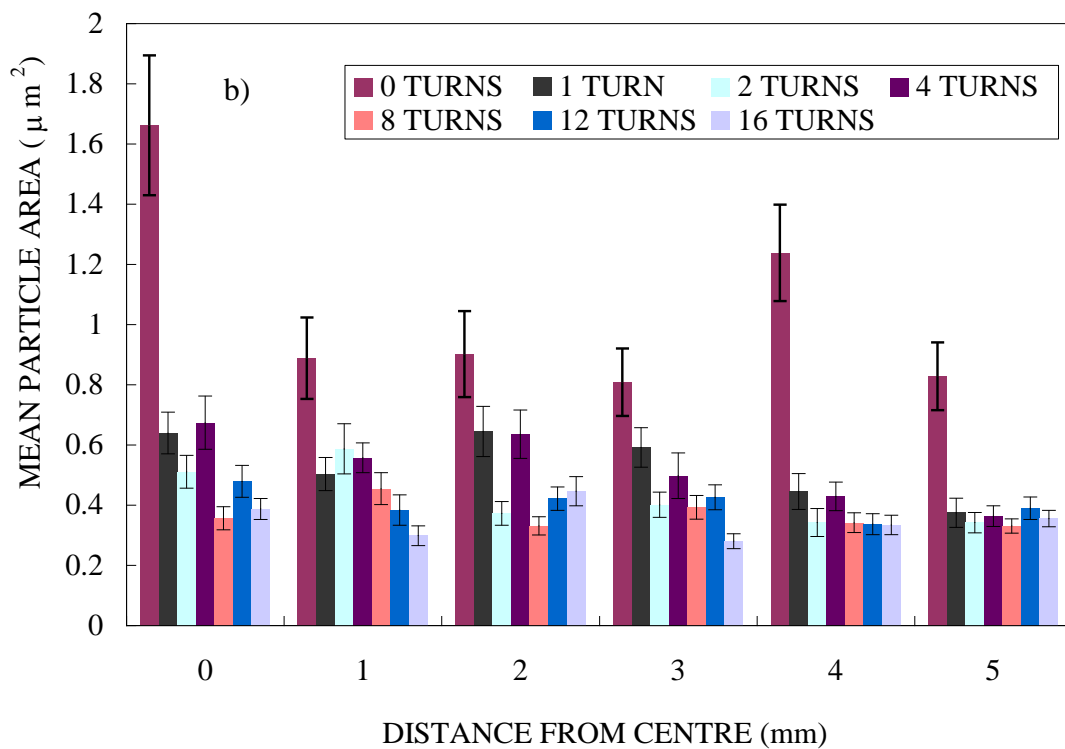 b)
0 TURNS 1 TURN 2 TURNS 4 TURNS
8 TURNS 12 TURNS 16 TURNS
MEAN PARTICLE AREA ( μ m ²)
2
1.8
1.6
1.4
1.2
1
0.8
0.6
0.4
0.2
0
0 1 2 3 4 5
DISTANCE FROM CENTRE (mm)